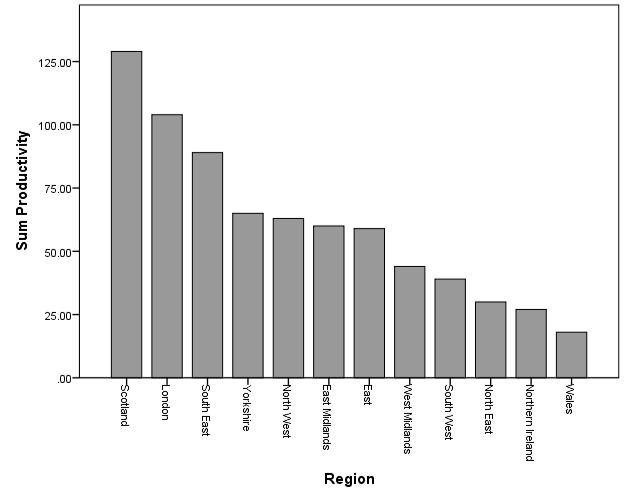 Sum Productivity
125.00
100.00
75.00
50.00
25.00
.00
Scotland
London
South East
Yorkshire
North West
East Midlands
East
West Midlands
South West
North East
Northern Ireland
Wales
Region